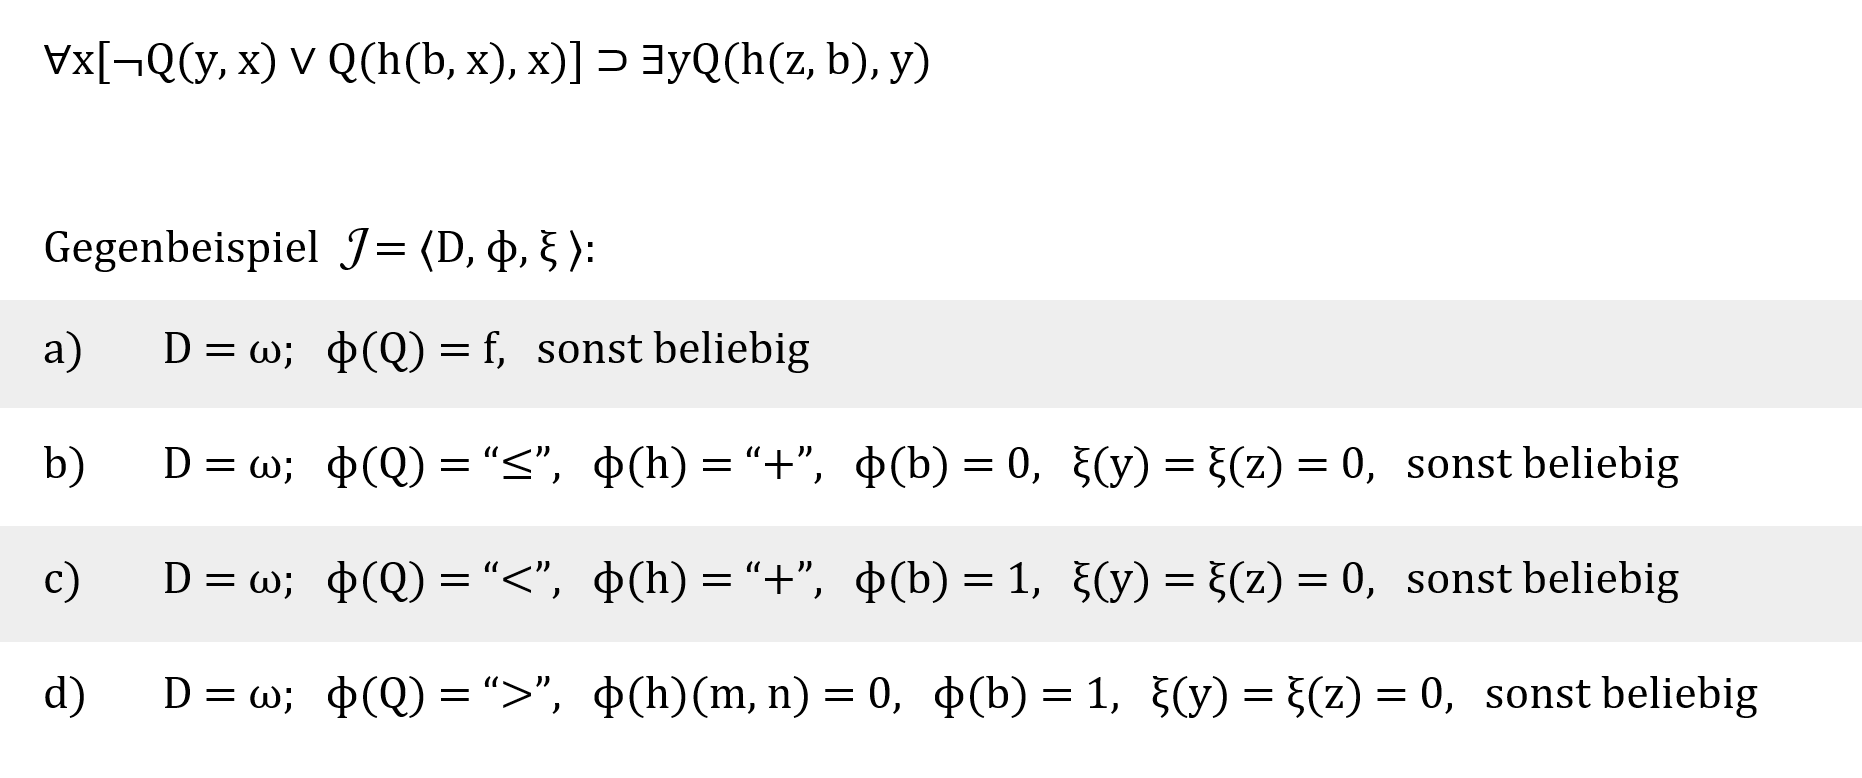 ∀x[¬Q(y, x) ∨ Q(h(b, x), x)] ⊃ ∃yQ(h(z, b), y)
Gegenbeispiel 𝒥 = ⟨D, ϕ, ξ ⟩:
a) D = ω; ϕ(Q) = f, sonst beliebig
b) D = ω; ϕ(Q) = “≤”, ϕ(h) = “+”, ϕ(b) = 0, ξ(y) = ξ(z) = 0, sonst beliebig
c) D = ω; ϕ(Q) = “<”, ϕ(h) = “+”, ϕ(b) = 1, ξ(y) = ξ(z) = 0, sonst beliebig
d) D = ω; ϕ(Q) = “>”, ϕ(h)(m, n) = 0, ϕ(b) = 1, ξ(y) = ξ(z) = 0, sonst beliebig